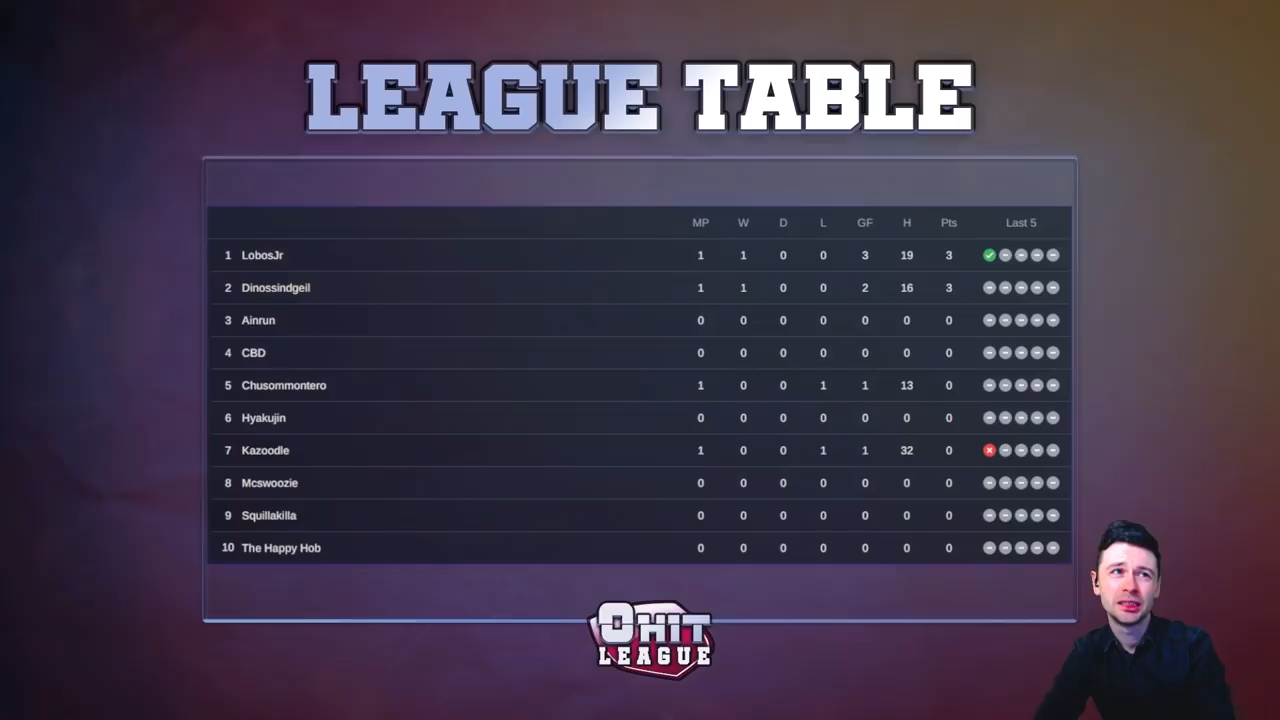 LEAGUE TABLE
MP W D L GF H Pts Last 5
1 LobosJr 1 1 0 0 3 19 3
2 Dinossindgeil 1 1 0 0 2 16 3
3 Ainrun 0 0 0 0 0 0 0
4 CBD 0 0 0 0 0 0 0
5 Chusommontero 1 0 0 1 1 13 0
6 Hyakujin 0 0 0 0 0 0 0
7 Kazoodle 1 0 0 1 1 32 0
8 Mcswoozie 0 0 0 0 0 0 0
9 Squillakilla 0 0 0 0 0 0 0
10 The Happy Hob 0 0 0 0 0 0 0
0HIT
LEAGUE